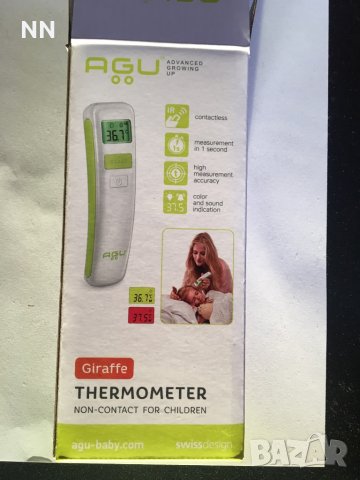 NN
AGU
ADVANCED
GROWING
UP
36.7
IR
contactless
measurement
in 1 second
high
measurement
accuracy
37.5
color
and sound
indication
36.7
37.5
Giraffe
THERMOMETER
NON-CONTACT FOR CHILDREN
agu-baby.com
swissdesign
BAZAR